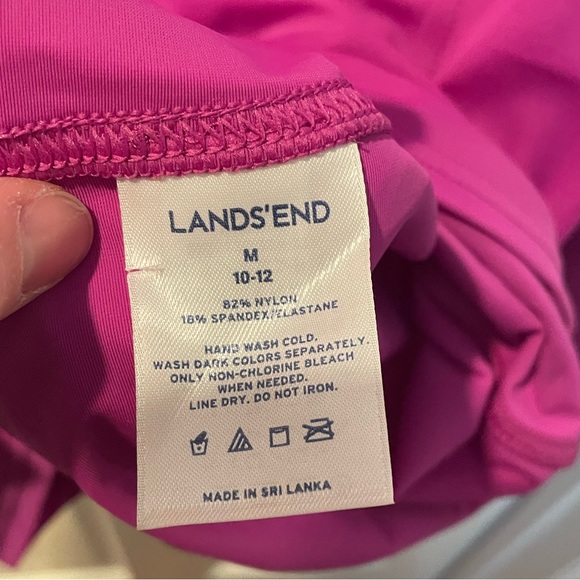 LANDS'END
M
10-12
82% NYLON
18% SPANDEX/ELASTANE
HAND WASH COLD.
WASH DARK COLORS SEPARATELY.
ONLY NON-CHLORINE BLEACH
WHEN NEEDED.
LINE DRY. DO NOT IRON.
MADE IN SRI LANKA